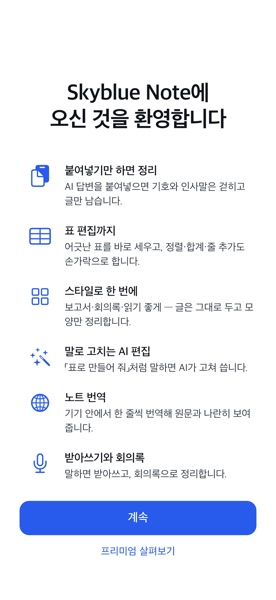 Skyblue Note에
오신 것을 환영합니다
붙여넣기만 하면 정리
AI 답변을 붙여넣으면 기호와 인사말은 걷히고
글만 남습니다.
표 편집까지
어긋난 표를 바로 세우고, 정렬·합계·줄 추가도
손가락으로 합니다.
스타일로 한 번에
보고서·회의록·읽기 좋게 — 글은 그대로 두고 모
양만 정리합니다.
말로 고치는 AI 편집
「표로 만들어 줘」처럼 말하면 AI가 고쳐 씁니다.
노트 번역
기기 안에서 한 줄씩 번역해 원문과 나란히 보여
줍니다.
받아쓰기와 회의록
말하면 받아쓰고, 회의록으로 정리합니다.
계속
프리미엄 살펴보기